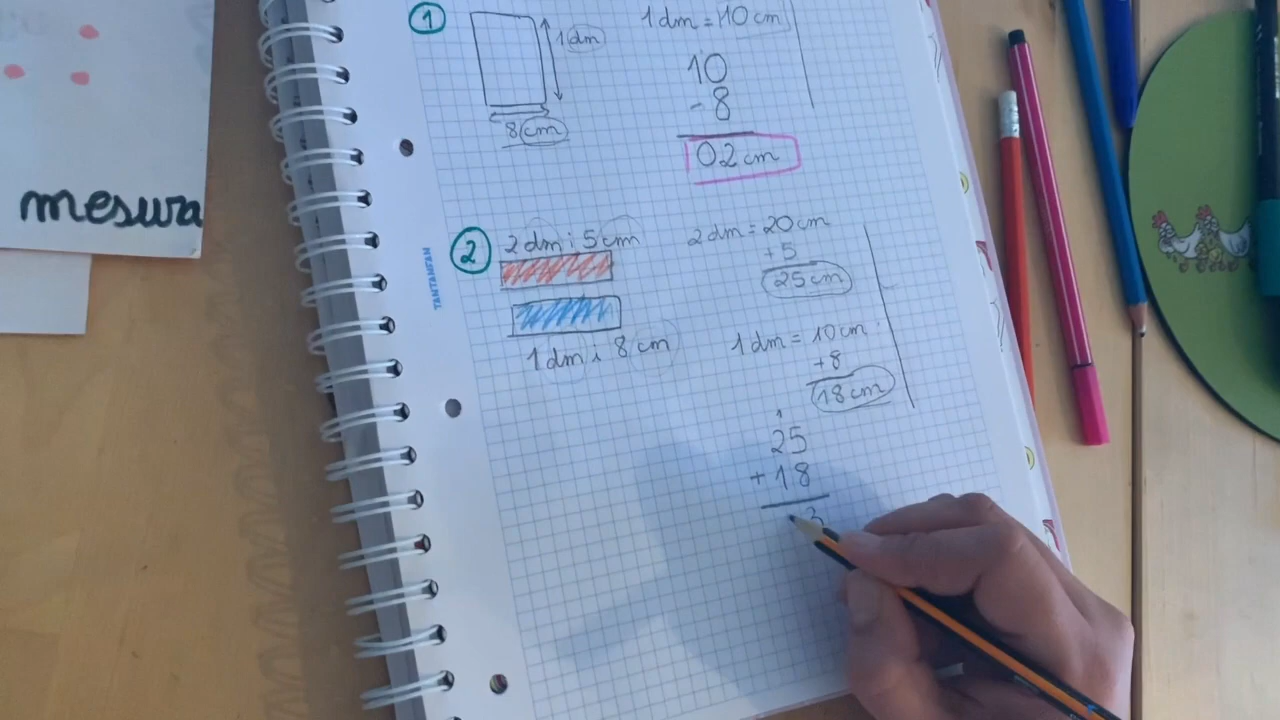 mesura
TANTANFAN
1
1 dm
8 cm
1 dm = 10 cm
10
- 8
02 cm
2
2 dm i 5 cm
1 dm i 8 cm
2 dm = 20 cm
+ 5
25 cm
1 dm = 10 cm
+ 8
18 cm
1
25
+ 18
3